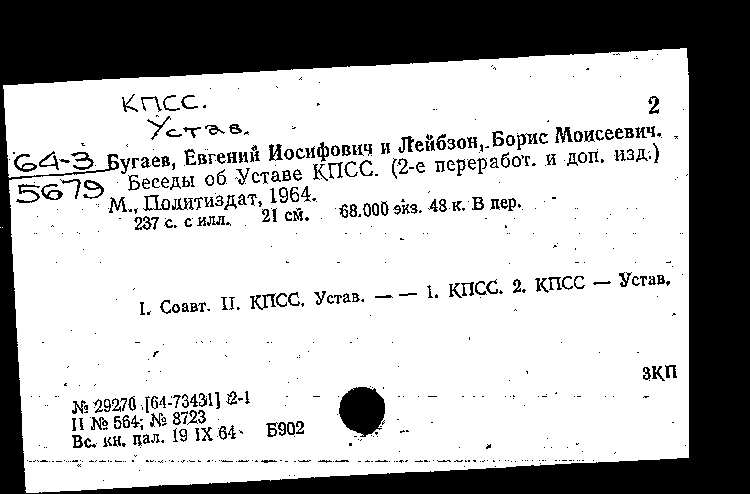 КПСС.
Устав.
2
64-3
5679
Бугаев, Евгений Иосифович и Лейбзон, Борис Моисеевич.
Беседы об Уставе КПСС. (2-е переработ. и доп. изд.)
М., Политиздат, 1964.
237 с. с илл. 21 см. 68.000 экз. 48 к. В пер.
I. Соавт. II. КПСС. Устав. — — 1. КПСС. 2. КПСС — Устав.
ЗКП
№ 29270 [64-73431] 2-1
П № 564; № 8723
Вс. кн. пал. 19 IX 64 Б902